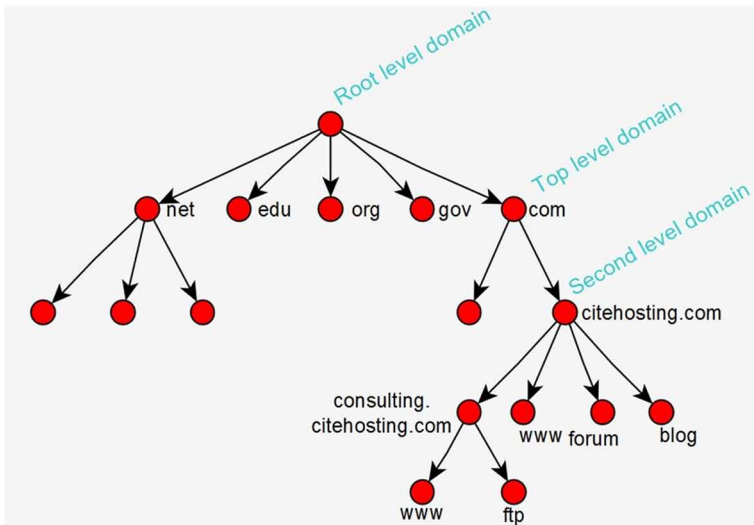 Root level domain
Top level domain
net
edu
org
gov
com
Second level domain
citehosting.com
consulting.
citehosting.com
www
forum
blog
www
ftp